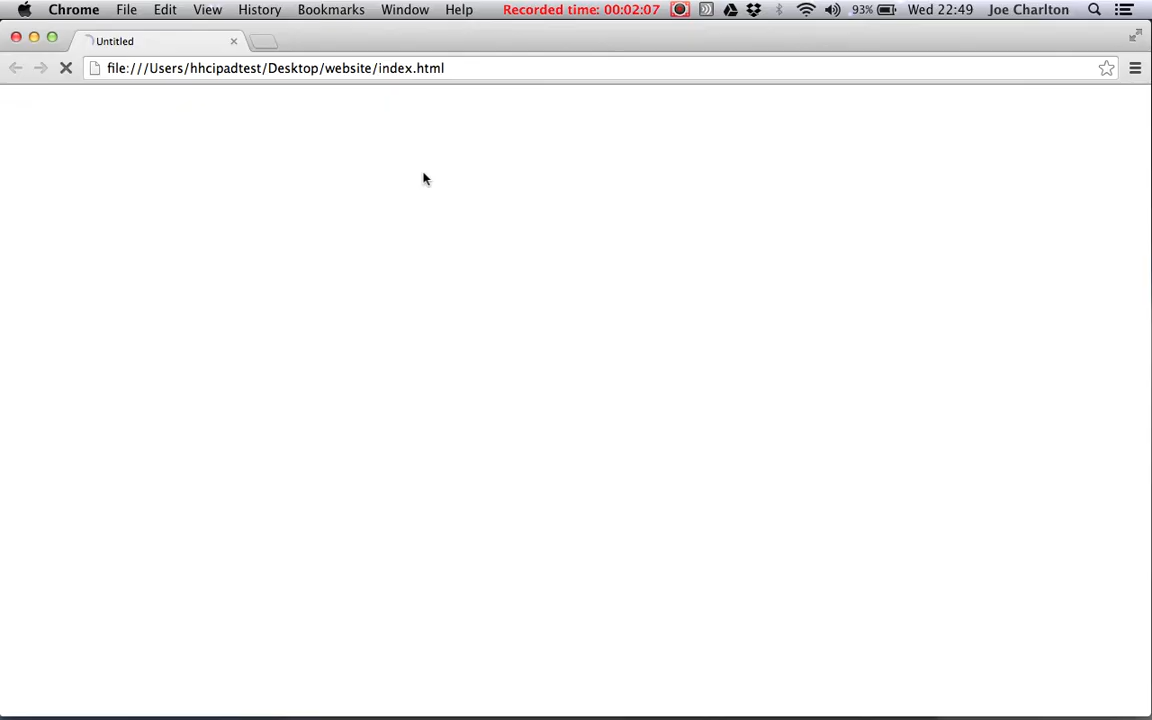 Chrome File Edit View History Bookmarks Window Help Recorded time: 00:02:07 93% Wed 22:49 Joe Charlton
Untitled
file:///Users/hhcipadtest/Desktop/website/index.html